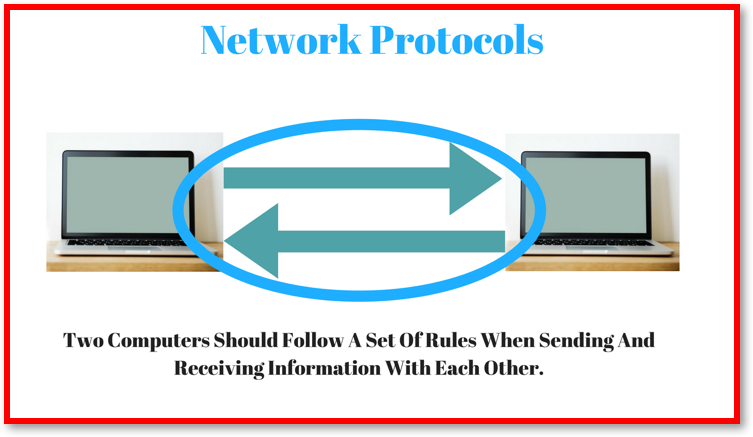 Network Protocols
Two Computers Should Follow A Set Of Rules When Sending And
Receiving Information With Each Other.